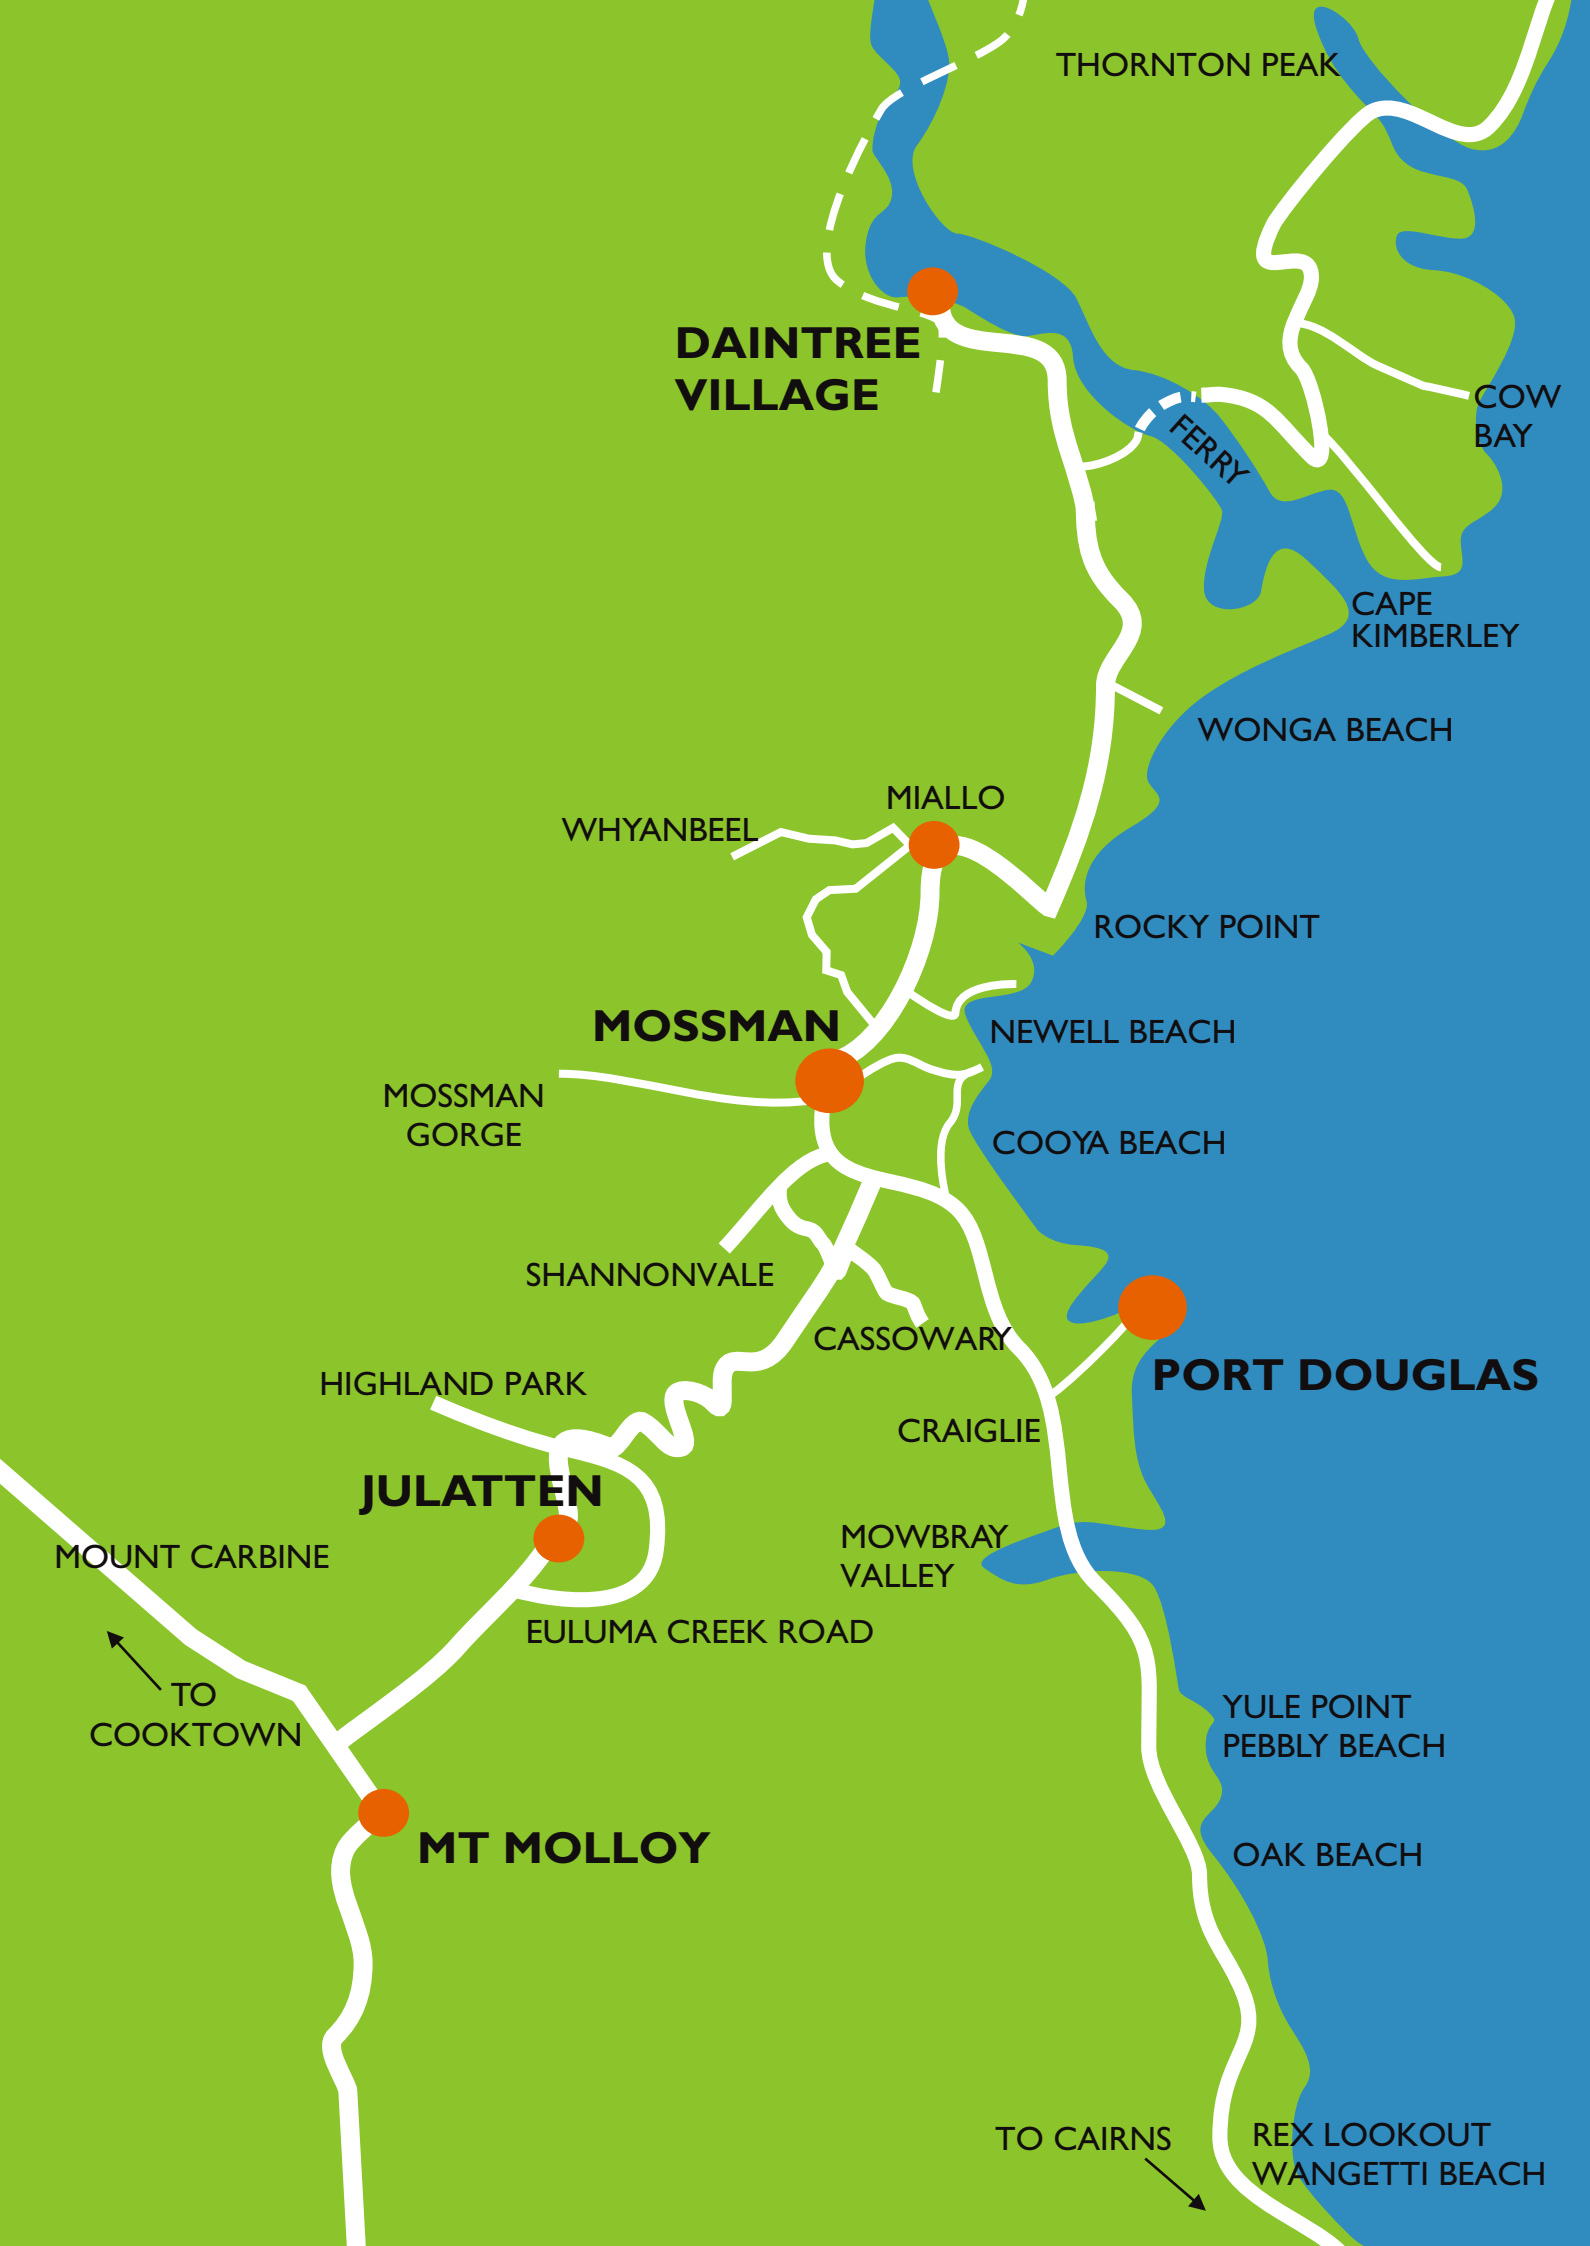 THORNTON PEAK
DAINTREE
VILLAGE
COW
BAY
FERRY
CAPE
KIMBERLEY
WONGA BEACH
MIALLO
WHYANBEEL
ROCKY POINT
MOSSMAN
NEWELL BEACH
MOSSMAN
GORGE
COOYA BEACH
SHANNONVALE
CASSOWARY
HIGHLAND PARK
PORT DOUGLAS
CRAIGLIE
JULATTEN
MOWBRAY
VALLEY
MOUNT CARBINE
EULUMA CREEK ROAD
TO
COOKTOWN
YULE POINT
PEBBLY BEACH
MT MOLLOY
OAK BEACH
TO CAIRNS
REX LOOKOUT
WANGETTI BEACH